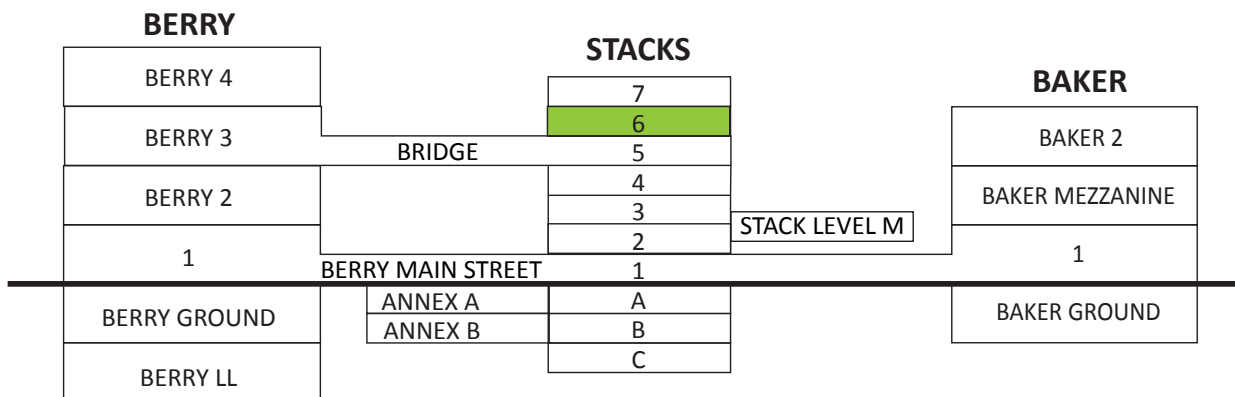 BERRY
BERRY 4
BERRY 3
BERRY 2
1
BERRY GROUND
BERRY LL
BRIDGE
BERRY MAIN STREET
ANNEX A
ANNEX B
STACKS
7
6
5
4
3
2
1
A
B
C
STACK LEVEL M
BAKER
BAKER 2
BAKER MEZZANINE
1
BAKER GROUND